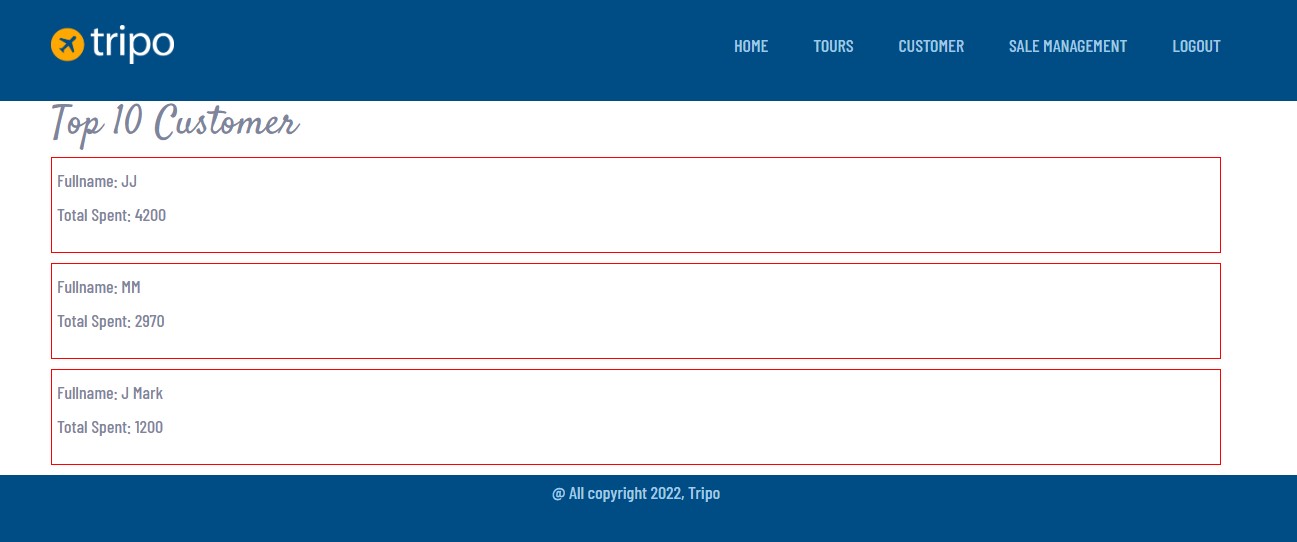 tripo
HOME TOURS CUSTOMER SALE MANAGEMENT LOGOUT
Top 10 Customer
Fullname: JJ
Total Spent: 4200
Fullname: MM
Total Spent: 2970
Fullname: J Mark
Total Spent: 1200
@ All copyright 2022, Tripo